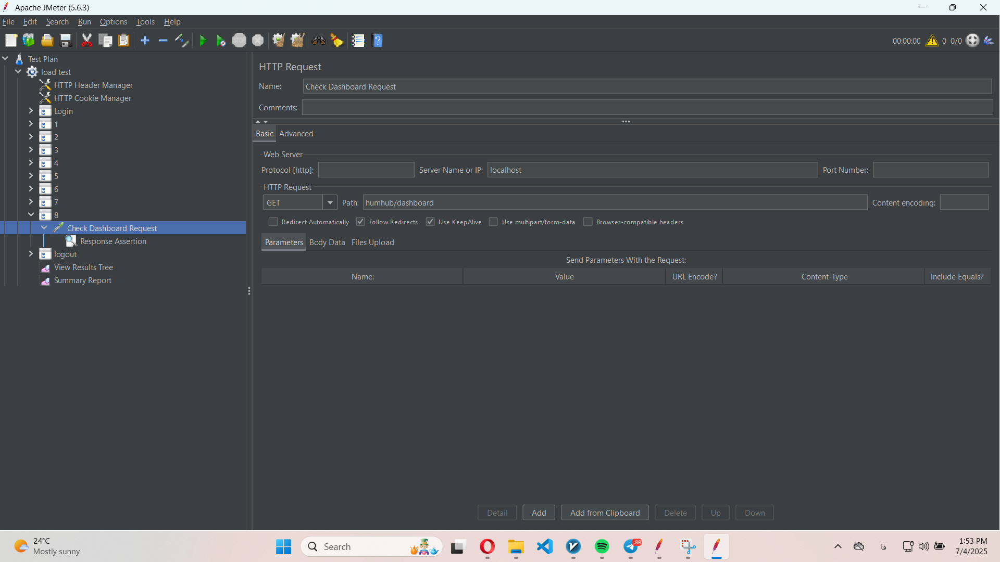 Apache JMeter (5.6.3)
File Edit Search Run Options Tools Help
00:00:00 0 0/0
Test Plan
load test
HTTP Header Manager
HTTP Cookie Manager
Login
1
2
3
4
5
6
7
8
Check Dashboard Request
Response Assertion
logout
View Results Tree
Summary Report
HTTP Request
Name: Check Dashboard Request
Comments:
Basic Advanced
Web Server
Protocol [http]: Server Name or IP: localhost Port Number:
HTTP Request
GET Path: humhub/dashboard Content encoding:
Redirect Automatically Follow Redirects Use KeepAlive Use multipart/form-data Browser-compatible headers
Parameters Body Data Files Upload
Send Parameters With the Request:
Name: Value URL Encode? Content-Type Include Equals?
Detail Add Add from Clipboard Delete Up Down
24°C
Mostly sunny
Search
88
فا
1:53 PM
7/4/2025